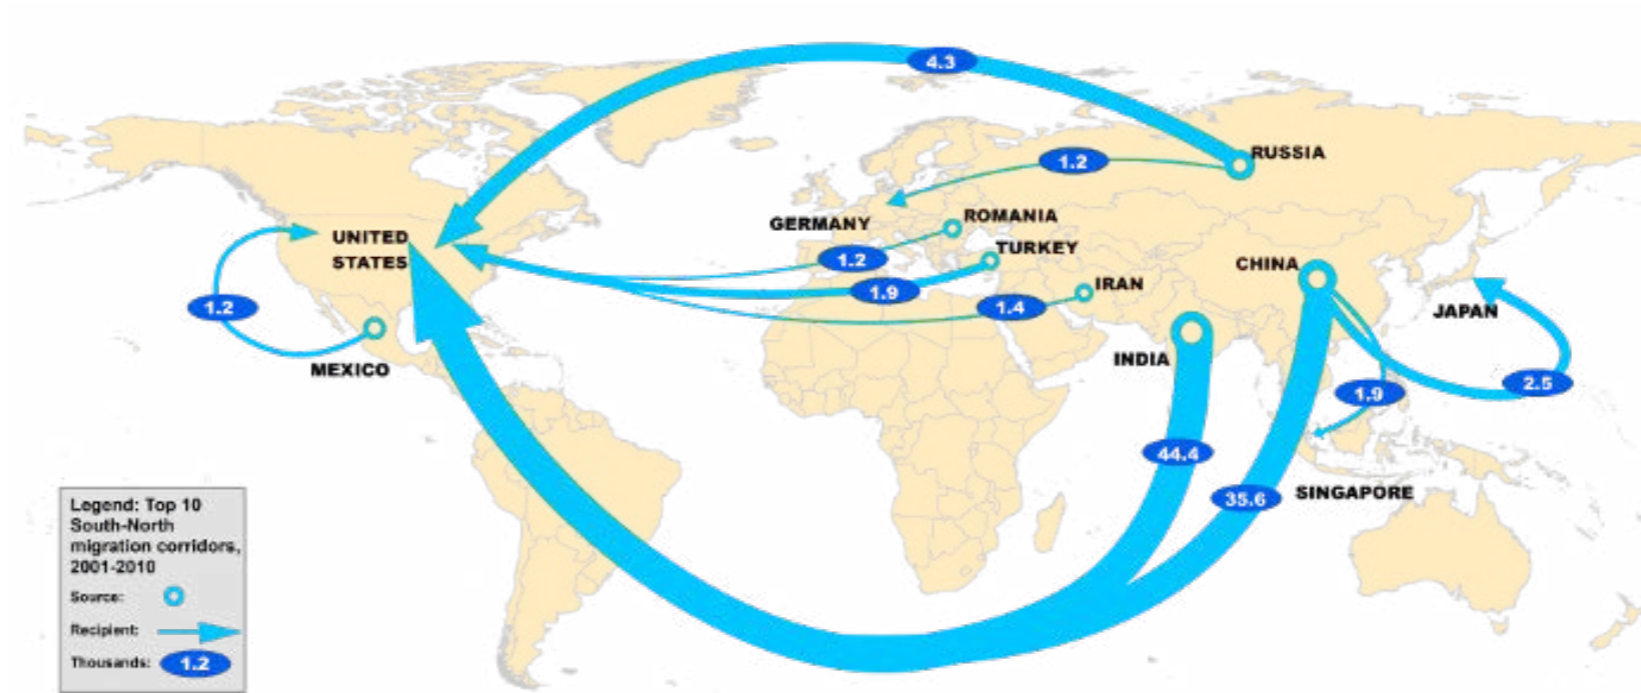 4.3
RUSSIA
1.2
GERMANY
ROMANIA
UNITED
STATES
TURKEY
1.2
CHINA
1.9
IRAN
1.4
1.2
JAPAN
MEXICO
INDIA
2.5
1.9
44.4
35.6
SINGAPORE
Legend: Top 10
South-North
migration corridors,
2001-2010
Source:
Recipient:
Thousands: 1.2